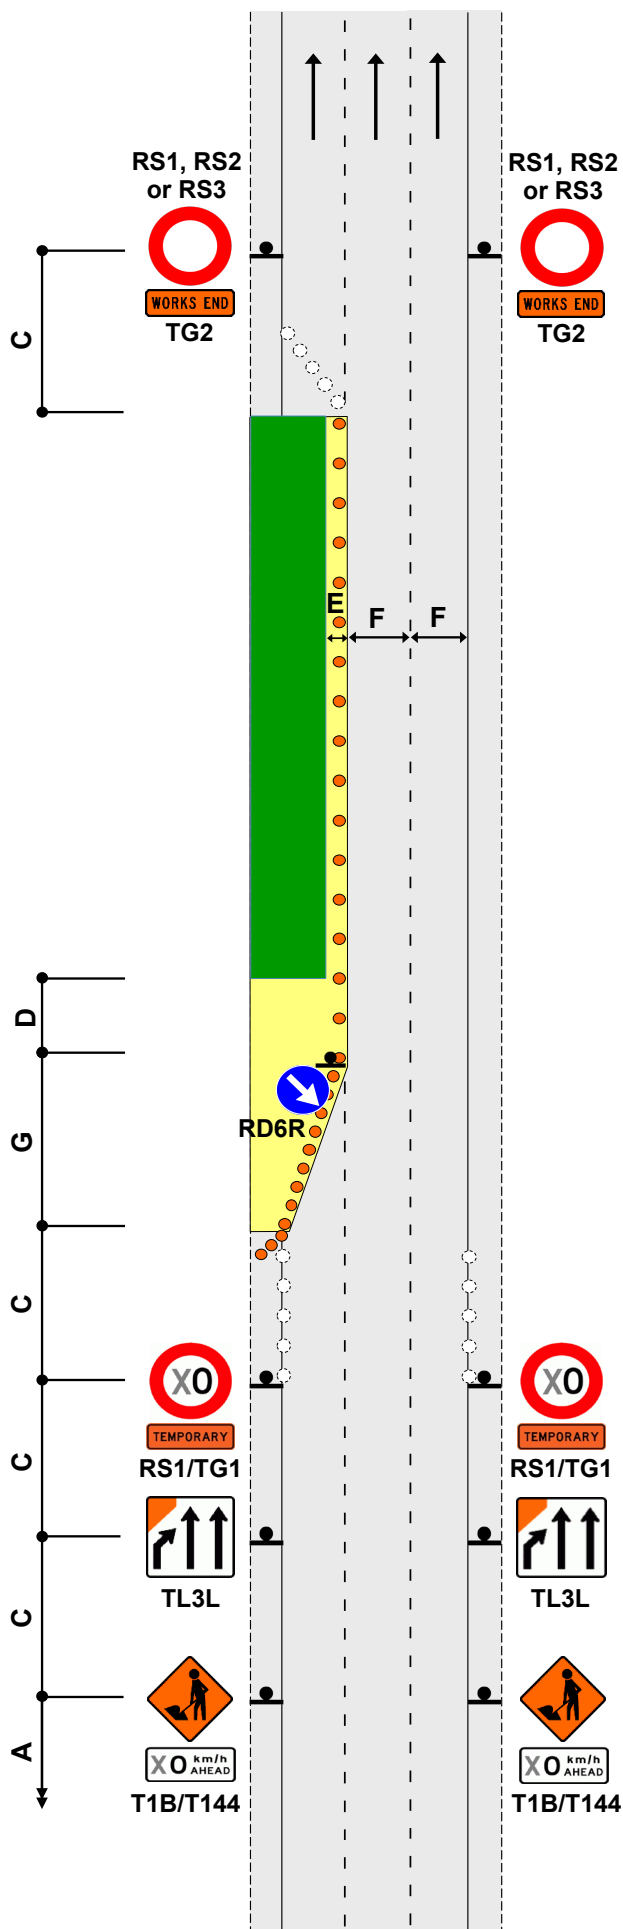 RS1, RS2
or RS3
RS1, RS2
or RS3
WORKS END
TG2
WORKS END
TG2
C
E
F
F
D
RD6R
G
C
X0
TEMPORARY
RS1/TG1
X0
TEMPORARY
RS1/TG1
C
TL3L
TL3L
C
X0 km/h
AHEAD
T1B/T144
X0 km/h
AHEAD
T1B/T144
A